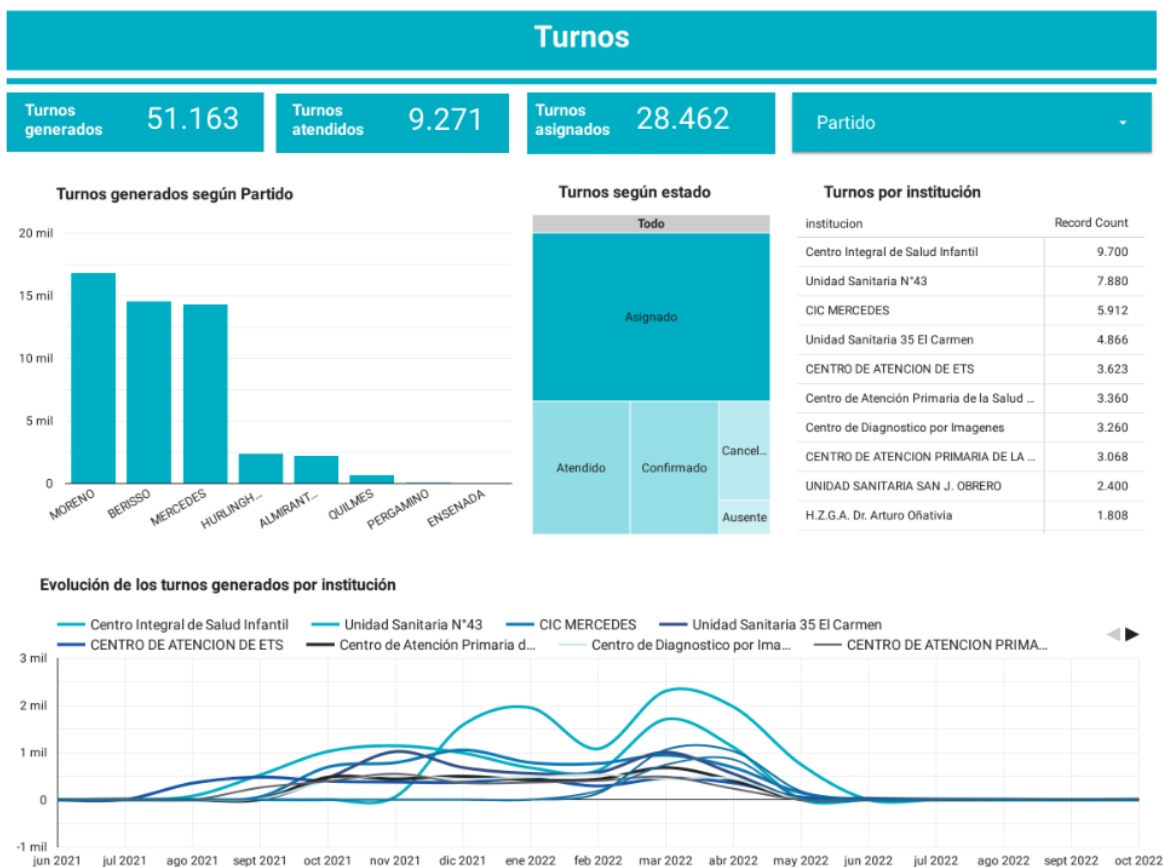 Turnos
Turnos generados 51.163
Turnos atendidos 9.271
Turnos asignados 28.462
Partido
Turnos generados según Partido
20 mil
15 mil
10 mil
5 mil
0
MORENO
BERISSO
MERCEDES
HURLINGH...
ALMIRANT...
QUILMES
PERGAMINO
ENSENADA
Turnos según estado
Todo
Asignado
Atendido
Confirmado
Cancel...
Ausente
Turnos por institución
institucion Record Count
Centro Integral de Salud Infantil 9.700
Unidad Sanitaria N°43 7.880
CIC MERCEDES 5.912
Unidad Sanitaria 35 El Carmen 4.866
CENTRO DE ATENCION DE ETS 3.623
Centro de Atención Primaria de la Salud ... 3.360
Centro de Diagnostico por Imagenes 3.260
CENTRO DE ATENCION PRIMARIA DE LA ... 3.068
UNIDAD SANITARIA SAN J. OBRERO 2.400
H.Z.G.A. Dr. Arturo Oñativia 1.808
Evolución de los turnos generados por institución
Centro Integral de Salud Infantil Unidad Sanitaria N°43 CIC MERCEDES Unidad Sanitaria 35 El Carmen
CENTRO DE ATENCION DE ETS Centro de Atención Primaria d... Centro de Diagnostico por Ima... CENTRO DE ATENCION PRIMA...
3 mil
2 mil
1 mil
0
-1 mil
jun 2021 jul 2021 ago 2021 sept 2021 oct 2021 nov 2021 dic 2021 ene 2022 feb 2022 mar 2022 abr 2022 may 2022 jun 2022 jul 2022 ago 2022 sept 2022 oct 2022